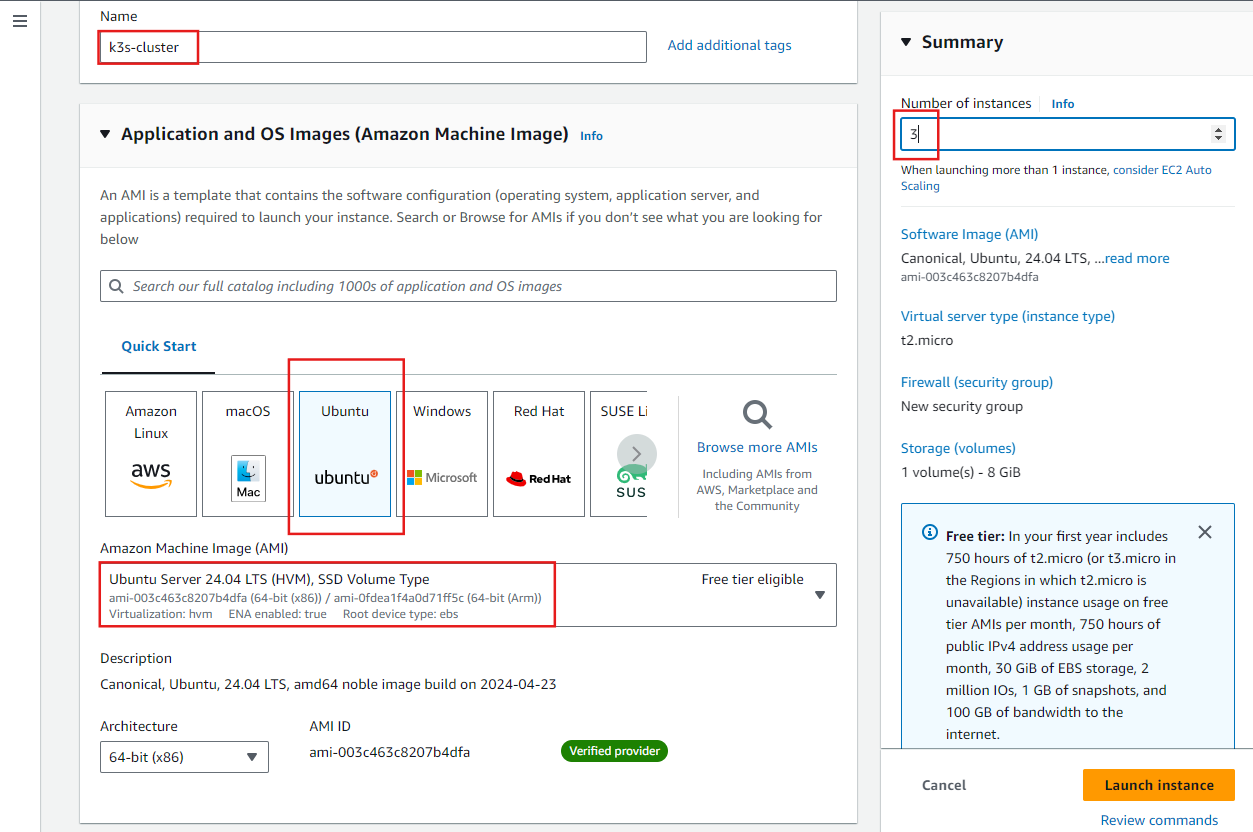 Name
k3s-cluster
Add additional tags
Application and OS Images (Amazon Machine Image) Info
An AMI is a template that contains the software configuration (operating system, application server, and
applications) required to launch your instance. Search or Browse for AMIs if you don’t see what you are looking for
below
Search our full catalog including 1000s of application and OS images
Quick Start
Amazon
Linux
aws
macOS
Mac
Ubuntu
ubuntu
Windows
Microsoft
Red Hat
Red Hat
SUSE Li
SUS
Browse more AMIs
Including AMIs from
AWS, Marketplace and
the Community
Amazon Machine Image (AMI)
Ubuntu Server 24.04 LTS (HVM), SSD Volume Type
Free tier eligible
ami-003c463c8207b4dfa (64-bit (x86)) / ami-0fdea1f4a0d71ff5c (64-bit (Arm))
Virtualization: hvm ENA enabled: true Root device type: ebs
Description
Canonical, Ubuntu, 24.04 LTS, amd64 noble image build on 2024-04-23
Architecture
64-bit (x86)
AMI ID
ami-003c463c8207b4dfa
Verified provider
Summary
Number of instances Info
3
When launching more than 1 instance, consider EC2 Auto
Scaling
Software Image (AMI)
Canonical, Ubuntu, 24.04 LTS, ...read more
ami-003c463c8207b4dfa
Virtual server type (instance type)
t2.micro
Firewall (security group)
New security group
Storage (volumes)
1 volume(s) - 8 GiB
Free tier: In your first year includes
750 hours of t2.micro (or t3.micro in
the Regions in which t2.micro is
unavailable) instance usage on free
tier AMIs per month, 750 hours of
public IPv4 address usage per
month, 30 GiB of EBS storage, 2
million IOs, 1 GB of snapshots, and
100 GB of bandwidth to the
internet.
Cancel
Launch instance
Review commands